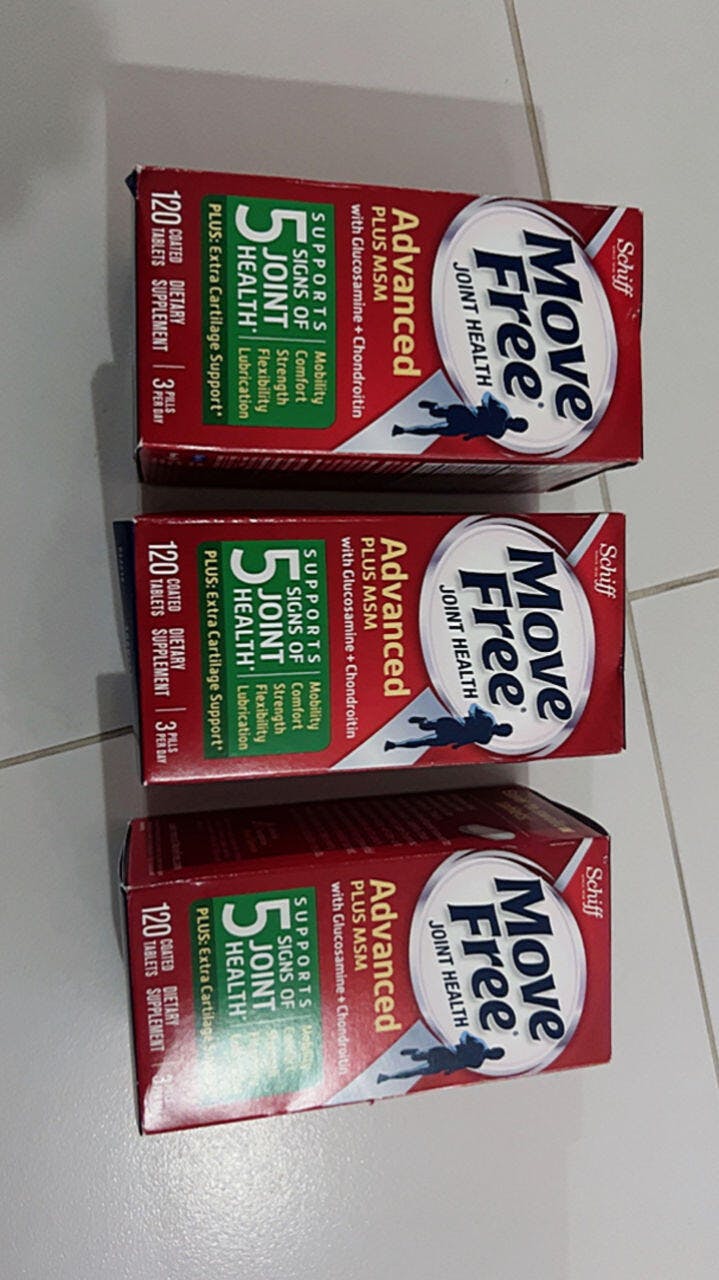 Schiff
Move
Free®
JOINT HEALTH
Advanced
PLUS MSM
with Glucosamine + Chondroitin
SUPPORTS
5 SIGNS OF
JOINT
HEALTH*
Mobility
Comfort
Strength
Flexibility
Lubrication
PLUS: Extra Cartilage Support*
120 COATED TABLETS
DIETARY SUPPLEMENT
3 PILLS PER DAY
Schiff
Move
Free®
JOINT HEALTH
Advanced
PLUS MSM
with Glucosamine + Chondroitin
SUPPORTS
5 SIGNS OF
JOINT
HEALTH*
Mobility
Comfort
Strength
Flexibility
Lubrication
PLUS: Extra Cartilage Support*
120 COATED TABLETS
DIETARY SUPPLEMENT
3 PILLS PER DAY
Schiff
Move
Free®
JOINT HEALTH
Advanced
PLUS MSM
with Glucosamine + Chondroitin
SUPPORTS
5 SIGNS OF
JOINT
HEALTH*
PLUS: Extra Cartilage
120 COATED TABLETS
DIETARY SUPPLEMENT
3